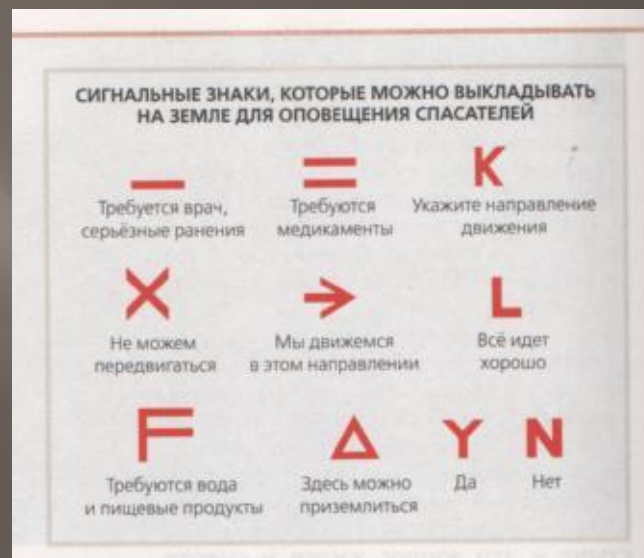 СИГНАЛЬНЫЕ ЗНАКИ, КОТОРЫЕ МОЖНО ВЫКЛАДЫВАТЬ
НА ЗЕМЛЕ ДЛЯ ОПОВЕЩЕНИЯ СПАСАТЕЛЕЙ
K
Требуется врач,
серьёзные ранения
Требуются
медикаменты
Укажите направление
движения
X
L
Не можем
передвигаться
Мы движемся
в этом направлении
Всё идет
хорошо
F
Y
N
Требуются вода
и пищевые продукты
Здесь можно
приземлиться
Да
Нет